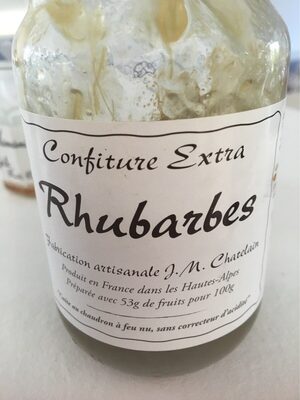 Confiture Extra
Rhubarbes
Fabrication artisanale J.M. Chatelain
Produit en France dans les Hautes-Alpes
Préparée avec 53g de fruits pour 100g
"cuite au chaudron à feu nu, sans correcteur d'acidité"